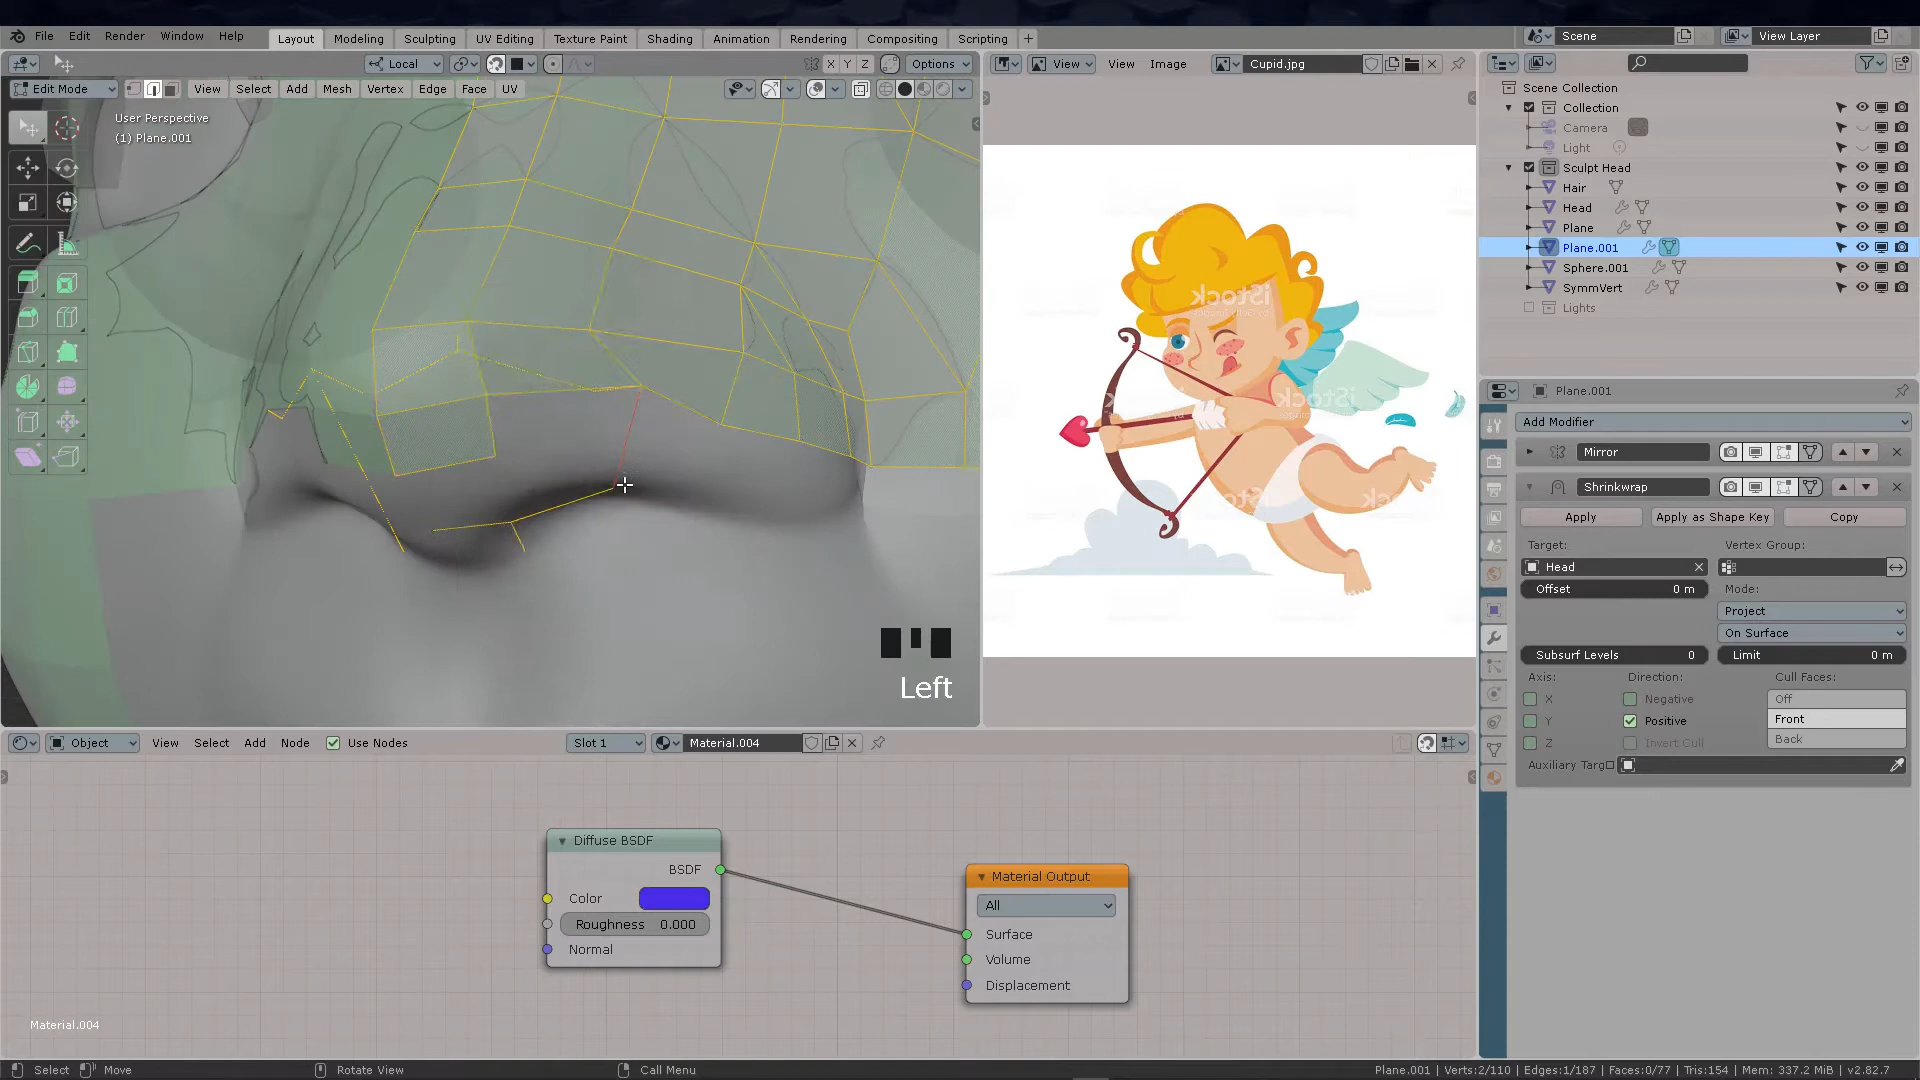 File Edit Render Window Help Layout Modeling Sculpting UV Editing Texture Paint Shading Animation Rendering Compositing Scripting + Scene View Layer
Local X Y Z Options View View Image Cupid.jpg
Edit Mode View Select Add Mesh Vertex Edge Face UV
User Perspective
(1) Plane.001
Scene Collection
Collection
Camera
Light
Sculpt Head
Hair
Head
Plane
Plane.001
Sphere.001
SymmVert
Lights
iStock
iStock
iStock
iStock
iStock
Left
Plane.001
Add Modifier
Mirror
Shrinkwrap
Apply Apply as Shape Key Copy
Target: Vertex Group:
Head
Offset 0 m Mode:
Project
On Surface
Subsurf Levels 0 Limit 0 m
Axis: Direction: Cull Faces:
X Negative Off
Y Positive Front
Z Invert Cull Back
Auxiliary Targ
Object View Select Add Node Use Nodes Slot 1 Material.004
Diffuse BSDF
BSDF
Color
Roughness 0.000
Normal
Material Output
All
Surface
Volume
Displacement
Material.004
Select Move Rotate View Call Menu Plane.001 | Verts:2/110 | Edges:1/187 | Faces:0/77 | Tris:154 | Mem: 337.2 MiB | v2.82.7